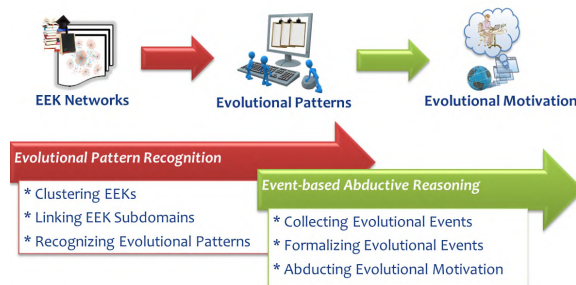 EEK Networks
Evolutional Patterns
Evolutional Motivation
Evolutional Pattern Recognition
* Clustering EEKs
* Linking EEK Subdomains
* Recognizing Evolutional Patterns
Event-based Abductive Reasoning
* Collecting Evolutional Events
* Formalizing Evolutional Events
* Abducting Evolutional Motivation